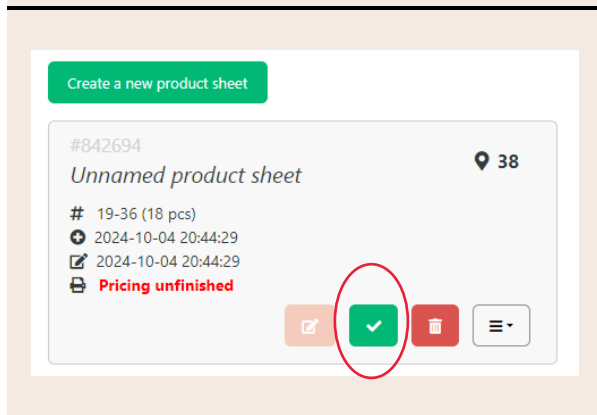 Create a new product sheet
#842694
38
Unnamed product sheet
# 19-36 (18 pcs)
2024-10-04 20:44:29
2024-10-04 20:44:29
Pricing unfinished